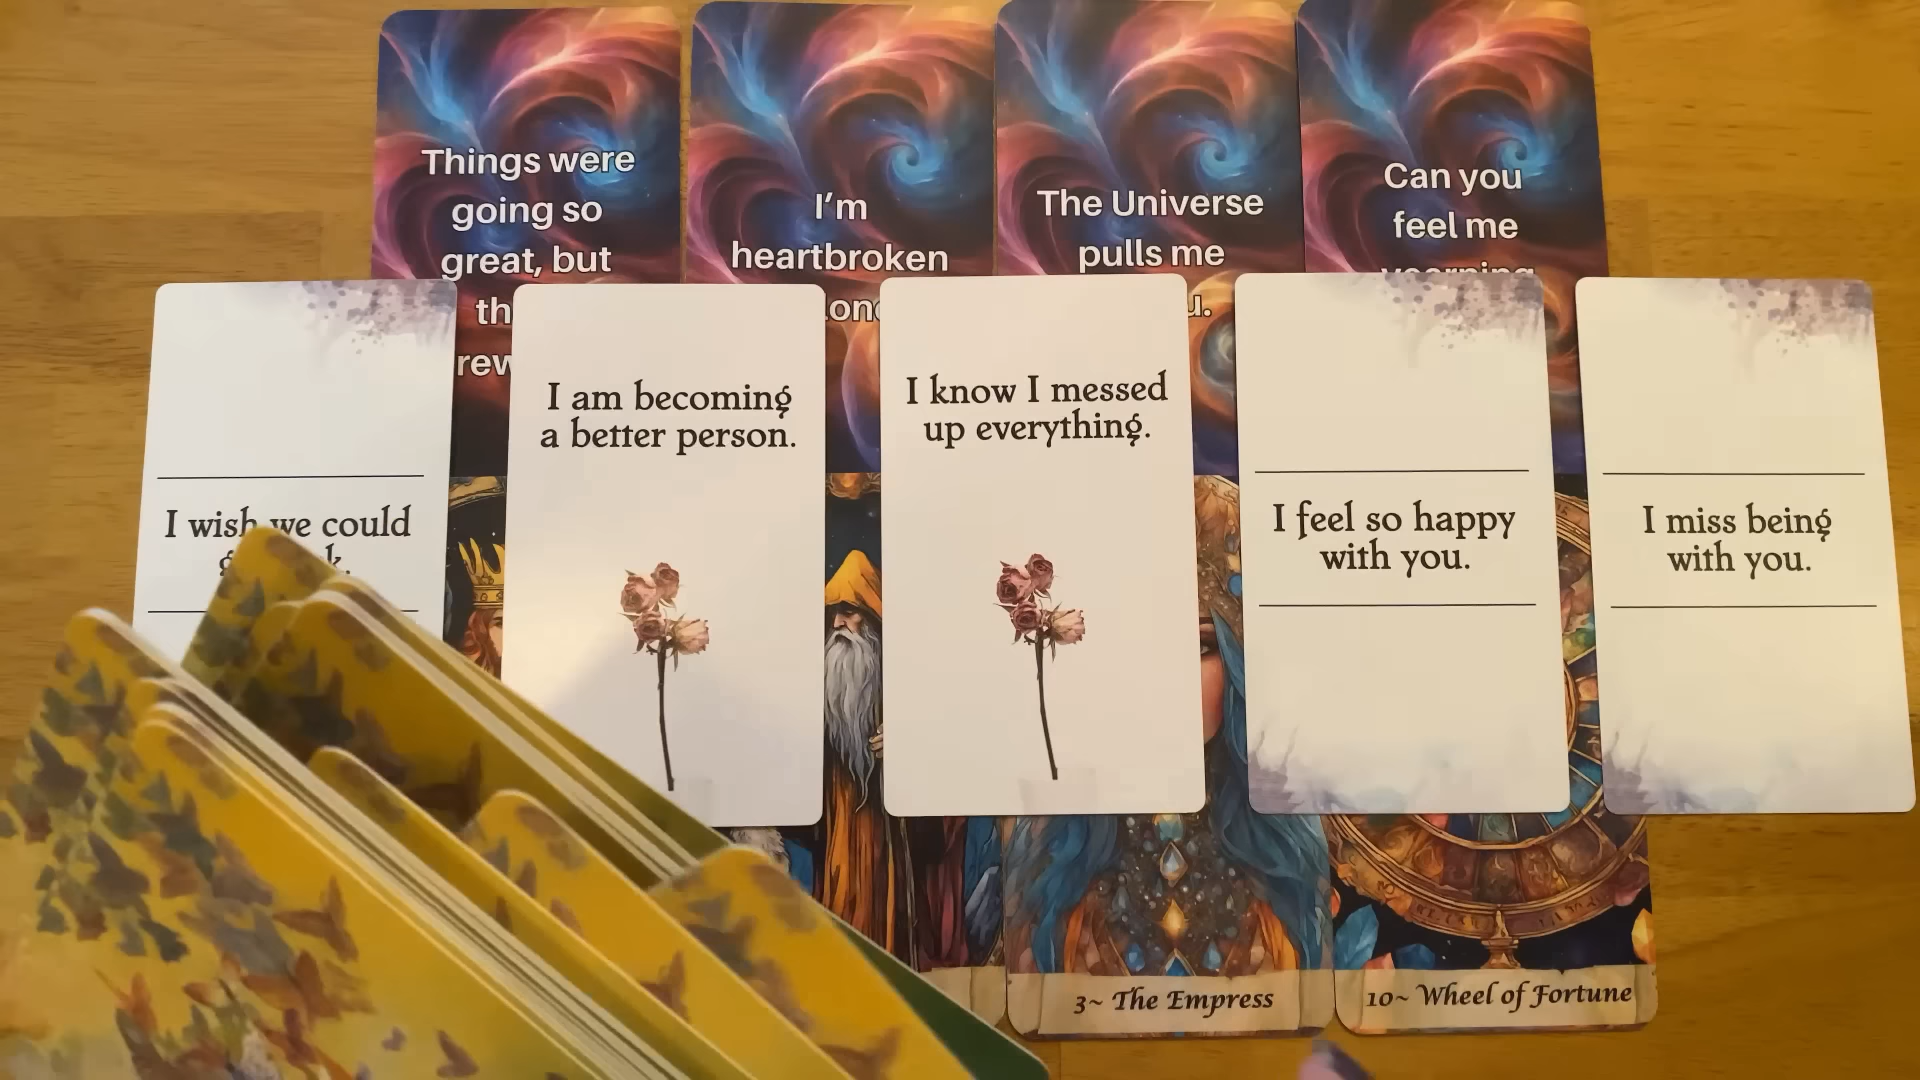 Things were
going so
great, but
I'm
heartbroken
The Universe
pulls me
Can you
feel me
yearning
I wish we could
I am becoming
a better person.
I know I messed
up everything.
I feel so happy
with you.
I miss being
with you.
3~ The Empress
10~ Wheel of Fortune